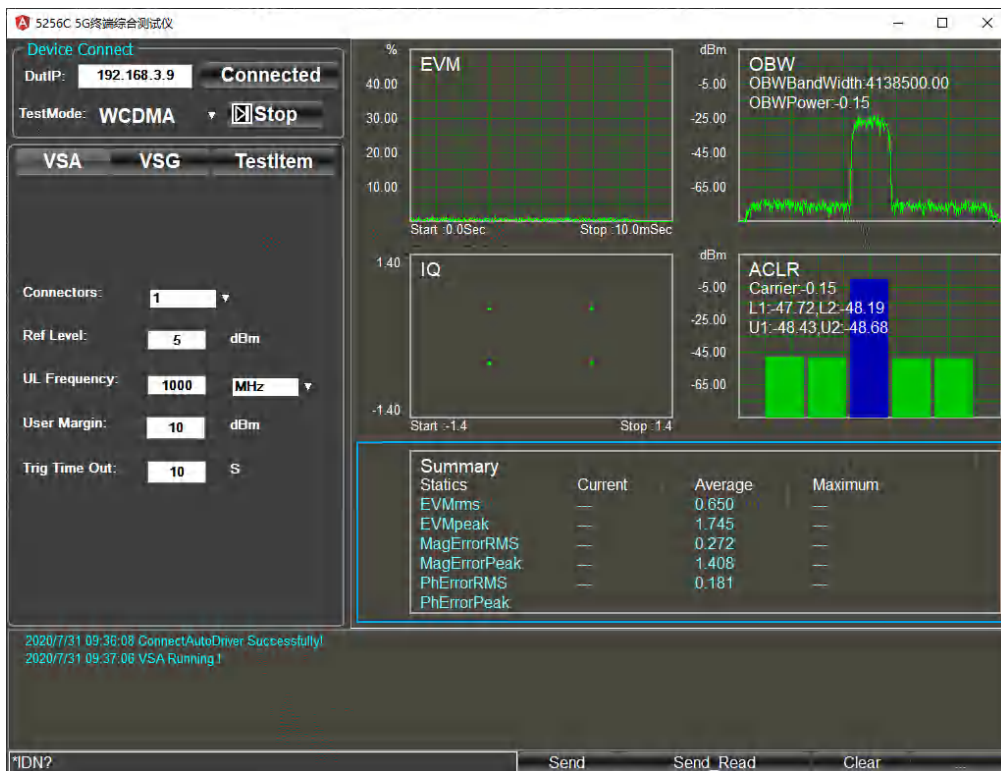 5256C 5G终端综合测试仪
Device Connect
DutIP: 192.168.3.9 Connected
TestMode: WCDMA Stop
VSA VSG TestItem
Connectors: 1
Ref Level: 5 dBm
UL Frequency: 1000 MHz
User Margin: 10 dBm
Trig Time Out: 10 S
%
EVM
40.00
30.00
20.00
10.00
Start :0.0Sec Stop :10.0mSec
dBm
OBW
OBWBandWidth:4138500.00
OBWPower:-0.15
-5.00
-25.00
-45.00
-65.00
1.40
IQ
-1.40
Start :-1.4 Stop :1.4
dBm
ACLR
Carrier:-0.15
L1:-47.72,L2:-48.19
U1:-48.43,U2:-48.68
-5.00
-25.00
-45.00
-65.00
Summary
Statics Current Average Maximum
EVMrms — 0.650 —
EVMpeak — 1.745 —
MagErrorRMS — 0.272 —
MagErrorPeak — 1.408 —
PhErrorRMS — 0.181 —
PhErrorPeak
2020/7/31 09:36:08 ConnectAutoDriver Successfully!
2020/7/31 09:37:06 VSA Running !
*IDN? Send Send_Read Clear ...